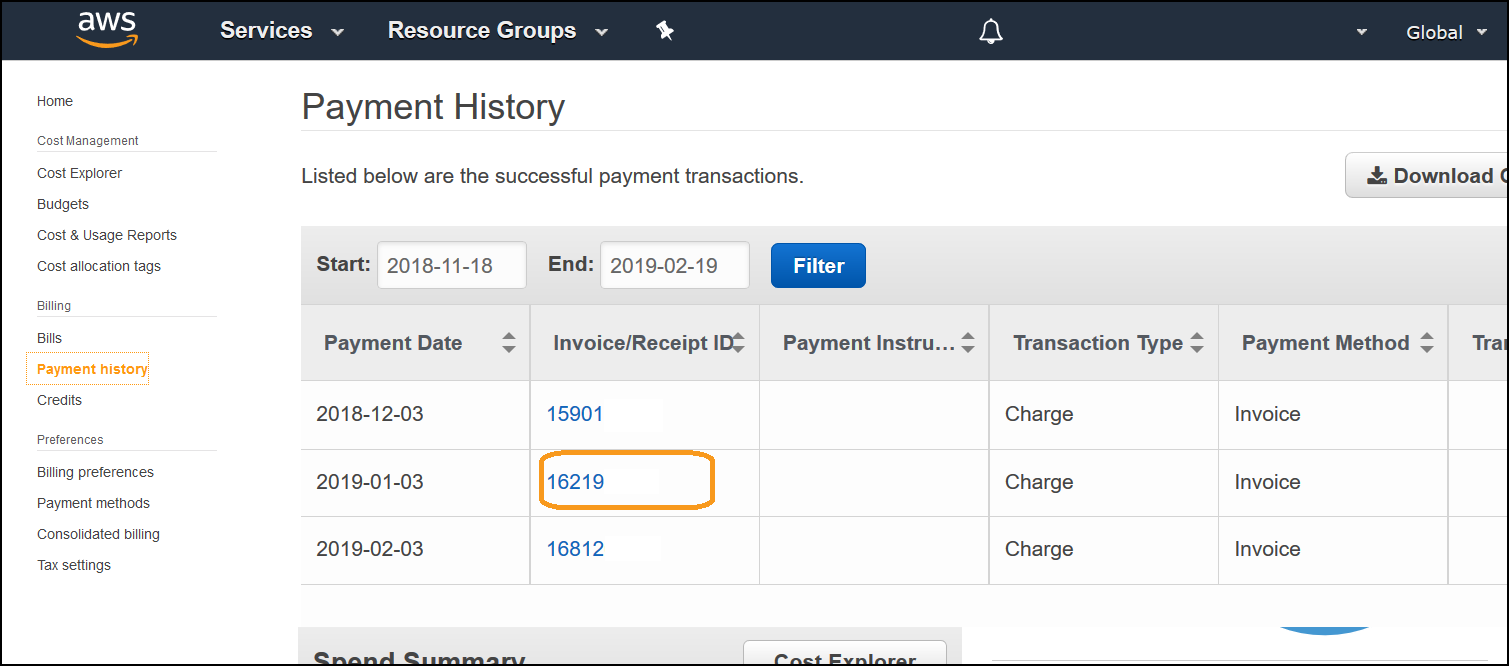 aws Services Resource Groups Global
Home
Cost Management
Cost Explorer
Budgets
Cost & Usage Reports
Cost allocation tags
Billing
Bills
Payment history
Credits
Preferences
Billing preferences
Payment methods
Consolidated billing
Tax settings
Payment History
Listed below are the successful payment transactions.
Download
Start: 2018-11-18 End: 2019-02-19 Filter
Payment Date Invoice/Receipt ID Payment Instru... Transaction Type Payment Method
2018-12-03 15901 Charge Invoice
2019-01-03 16219 Charge Invoice
2019-02-03 16812 Charge Invoice
Spend Summary Cost Explorer